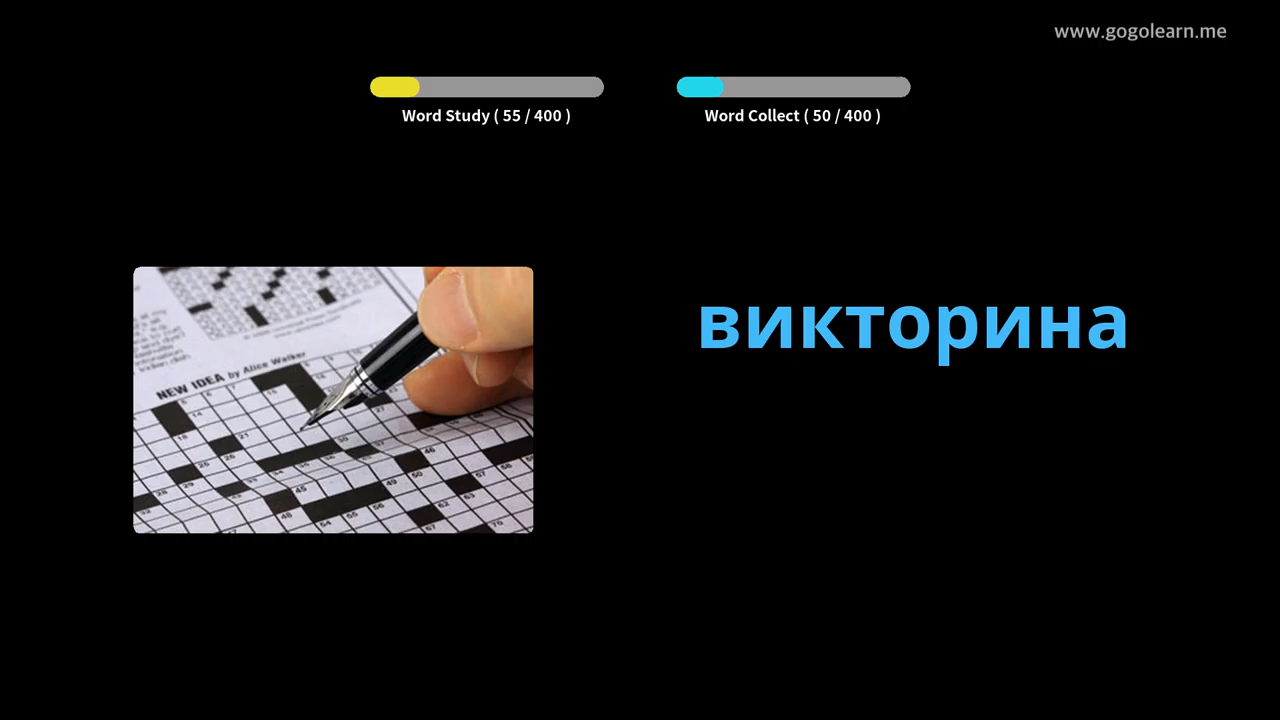 www.gogolearn.me
Word Study ( 55 / 400 )
Word Collect ( 50 / 400 )
викторина
NEW IDEA by Alice Walker